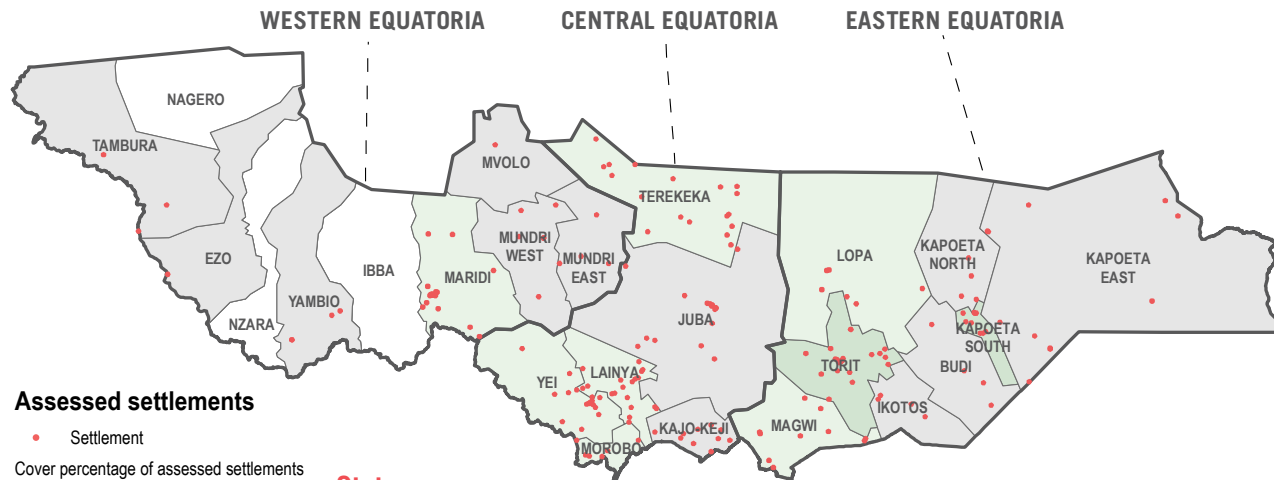 WESTERN EQUATORIA
CENTRAL EQUATORIA
EASTERN EQUATORIA
NAGERO
TAMBURA
MVOLO
TEREKEKA
MUNDRI
WEST
MUNDRI
EAST
EZO
IBBA
MARIDI
LOPA
KAPOETA
NORTH
KAPOETA
EAST
YAMBIO
NZARA
JUBA
KAPOETA
SOUTH
YEI
LAINYA
TORIT
BUDI
IKOTOS
MAGWI
KAJO-KEJI
MOROBO
Assessed settlements
Settlement
Cover percentage of assessed settlements